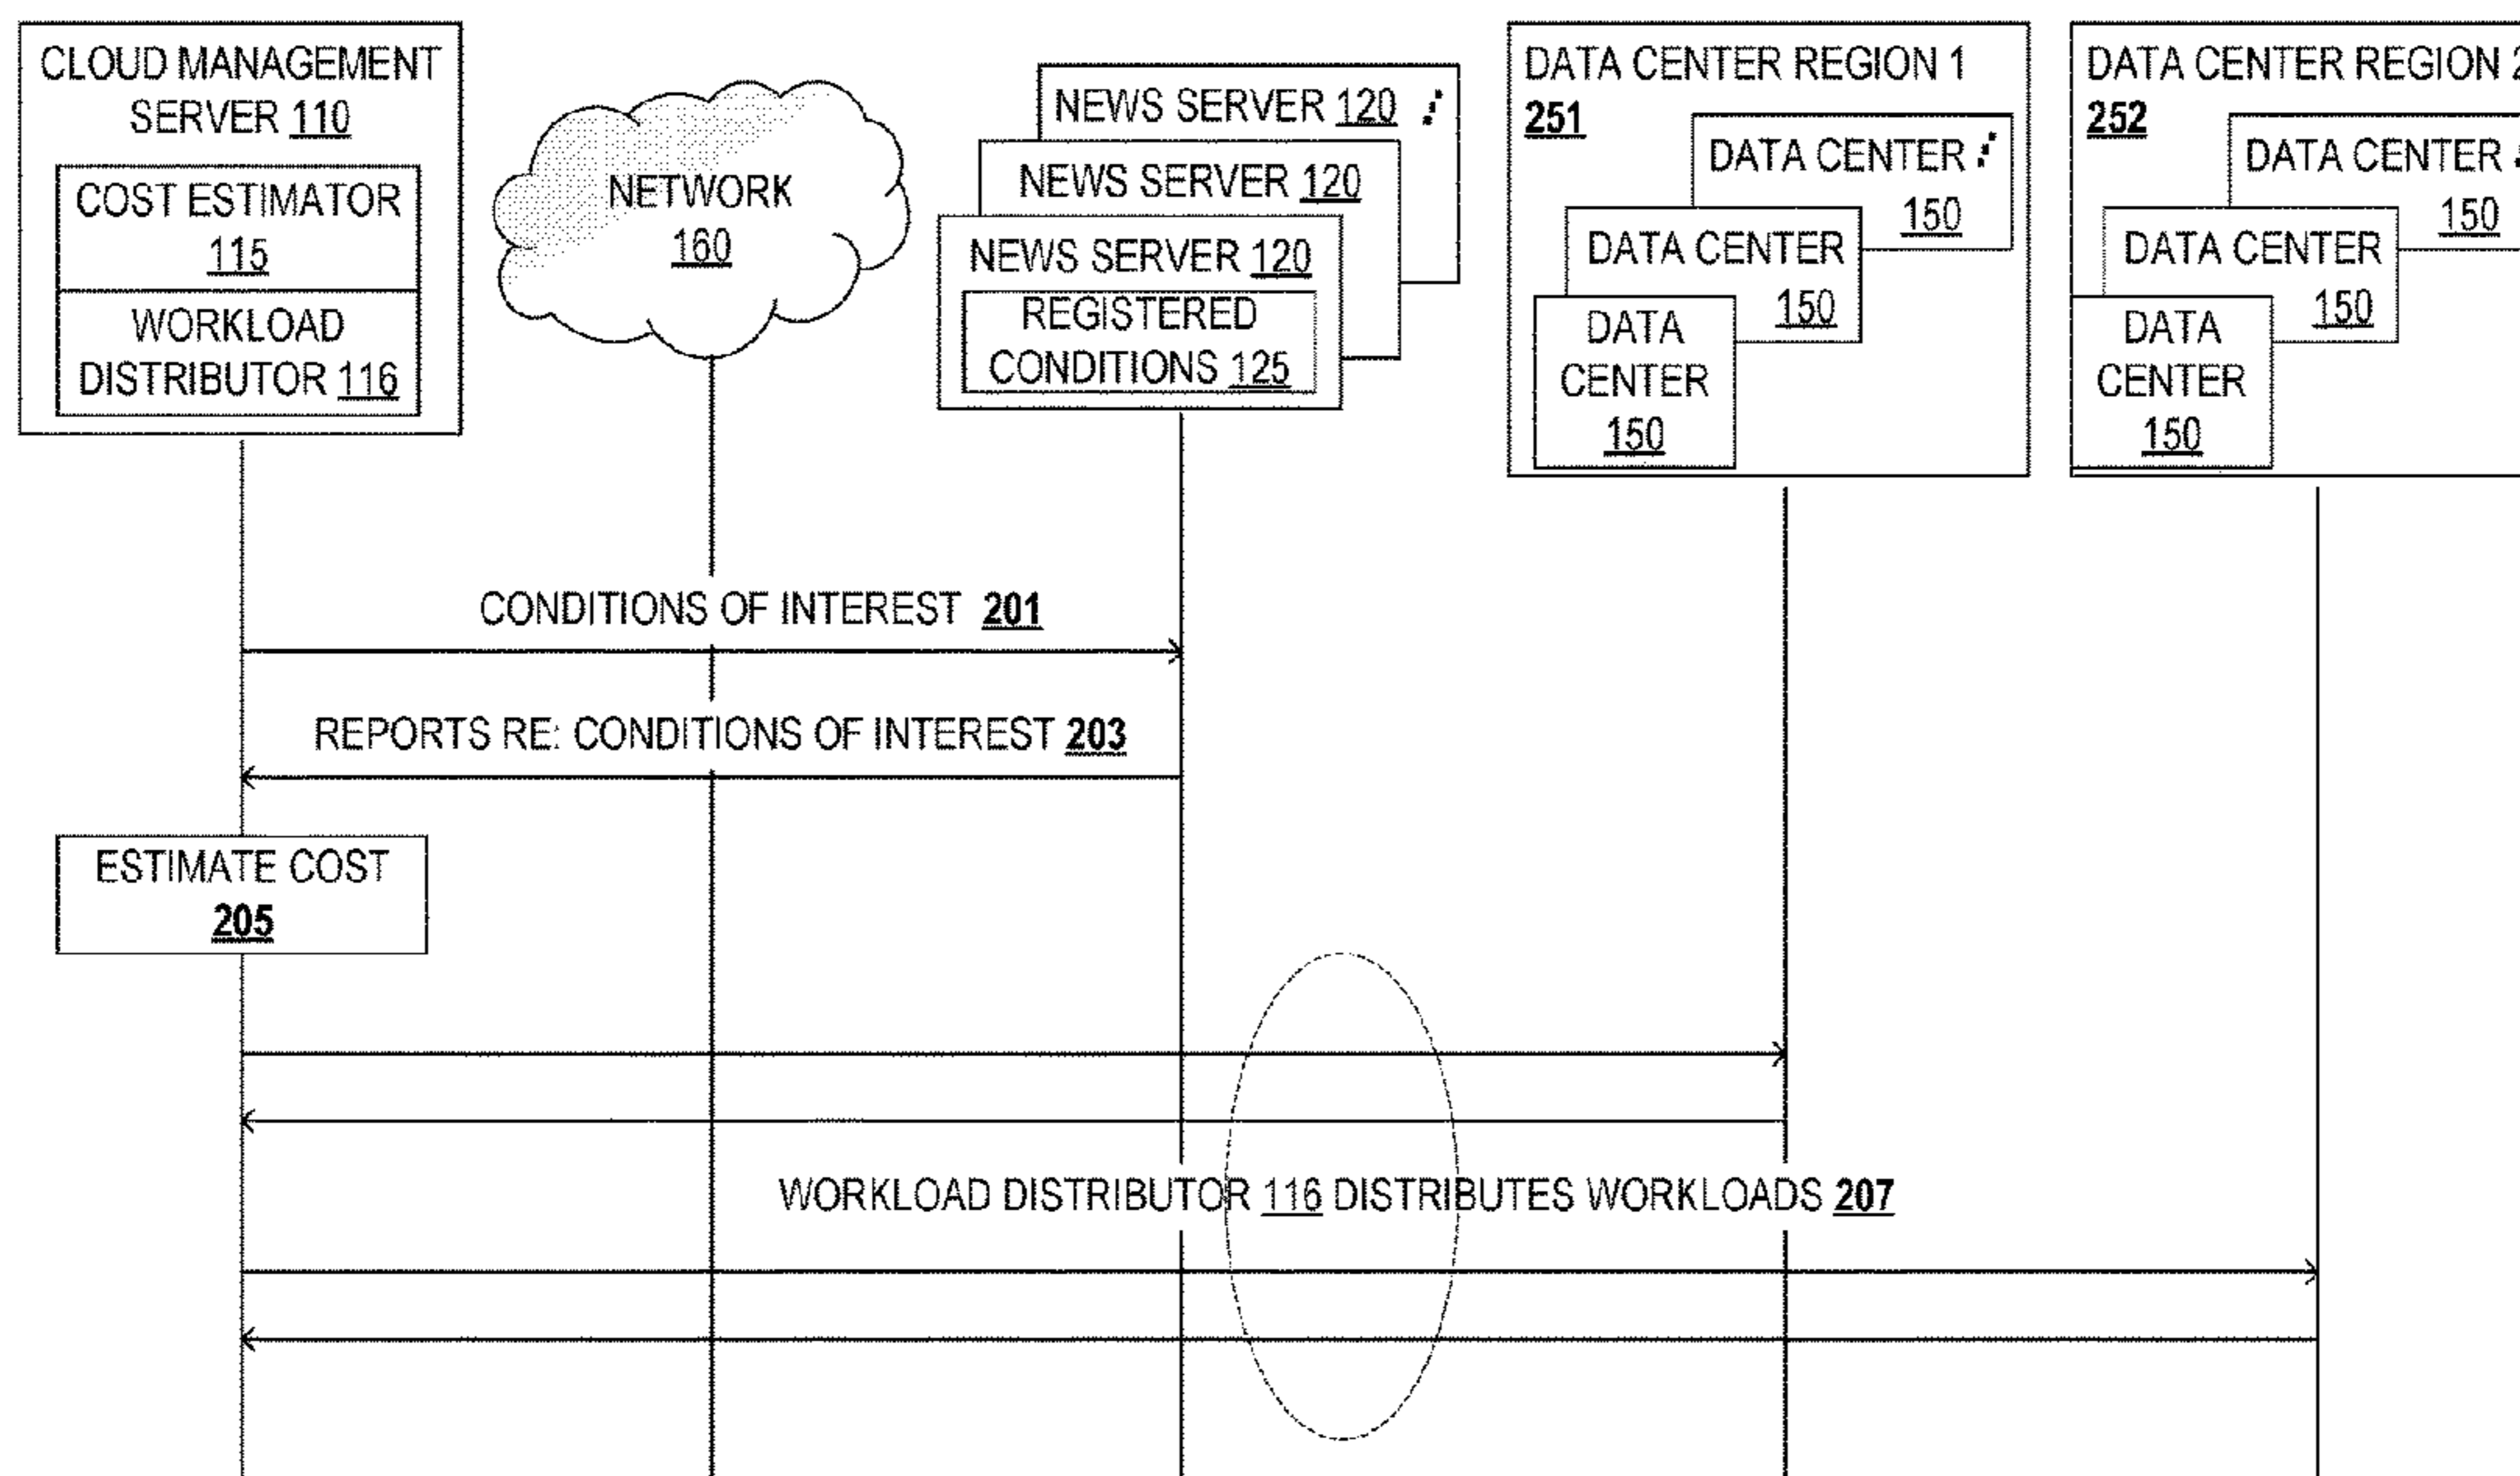 CLOUD MANAGEMENT
SERVER 110
COST ESTIMATOR
115
WORKLOAD
DISTRIBUTOR 116
NETWORK
160
NEWS SERVER 120
NEWS SERVER 120
NEWS SERVER 120
REGISTERED
CONDITIONS 125
DATA CENTER REGION 1
251
DATA CENTER
150
DATA CENTER
150
DATA
CENTER
150
DATA CENTER REGION 2
252
DATA CENTER
150
DATA CENTER
150
DATA
CENTER
150
CONDITIONS OF INTEREST 201
REPORTS RE: CONDITIONS OF INTEREST 203
ESTIMATE COST
205
WORKLOAD DISTRIBUTOR 116 DISTRIBUTES WORKLOADS 207